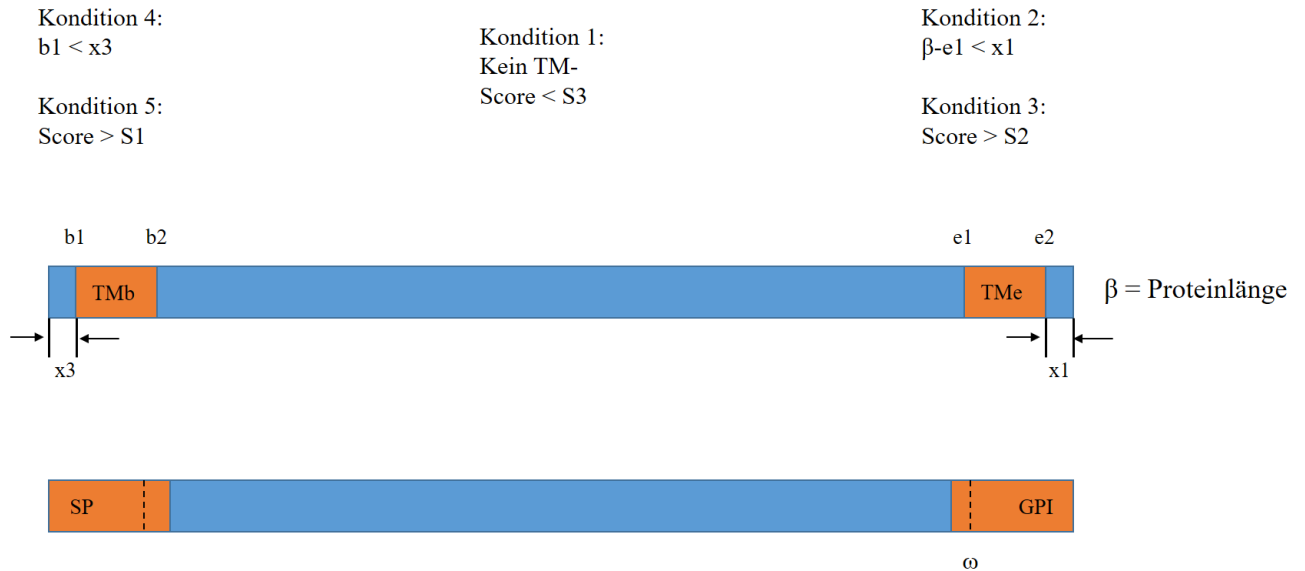 Kondition 4:
b1 < x3
Kondition 5:
Score > S1
Kondition 1:
Kein TM-
Score < S3
Kondition 2:
β-e1 < x1
Kondition 3:
Score > S2
b1
b2
e1
e2
TMb
TMe
β = Proteinlänge
x3
x1
SP
GPI
ω